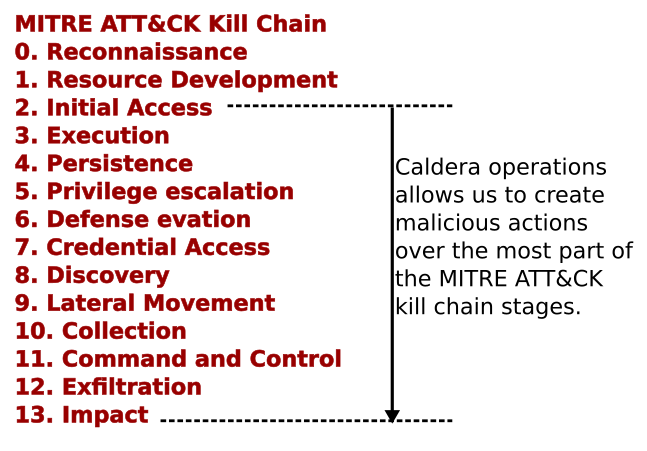 MITRE ATT&CK Kill Chain
0. Reconnaissance
1. Resource Development
2. Initial Access
3. Execution
4. Persistence
5. Privilege escalation
6. Defense evation
7. Credential Access
8. Discovery
9. Lateral Movement
10. Collection
11. Command and Control
12. Exfiltration
13. Impact
Caldera operations
allows us to create
malicious actions
over the most part of
the MITRE ATT&CK
kill chain stages.